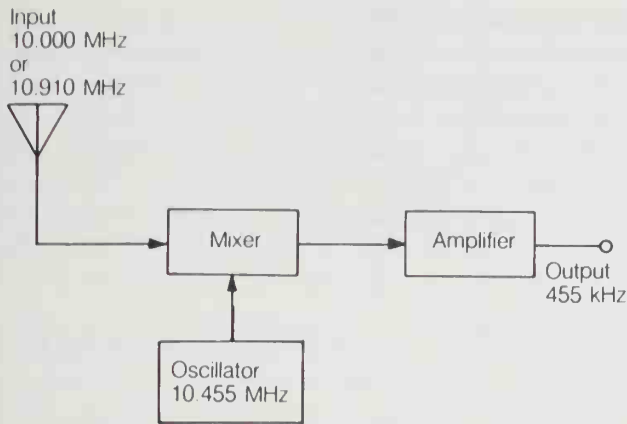 Input
10.000 MHz
or
10.910 MHz
Mixer
Amplifier
Output
455 kHz
Oscillator
10.455 MHz